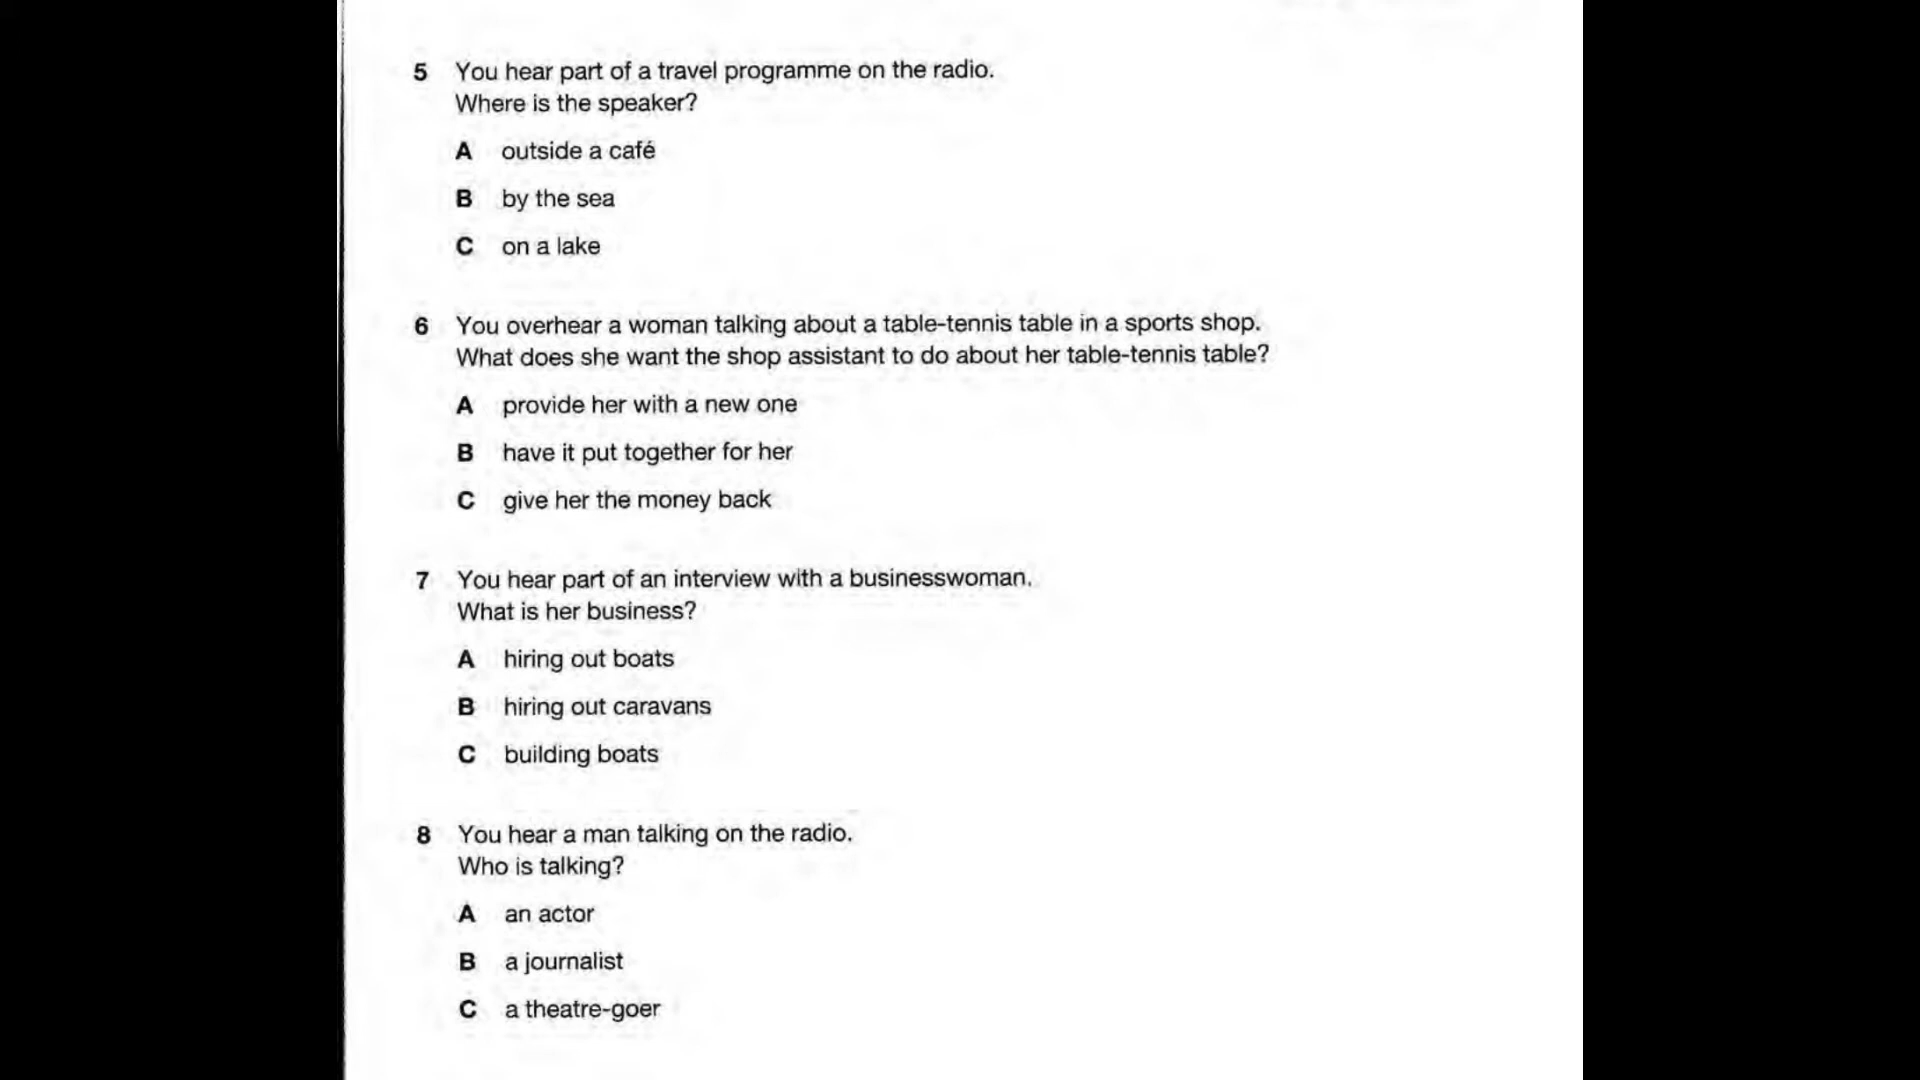 5 You hear part of a travel programme on the radio.
Where is the speaker?
A outside a café
B by the sea
C on a lake
6 You overhear a woman talking about a table-tennis table in a sports shop.
What does she want the shop assistant to do about her table-tennis table?
A provide her with a new one
B have it put together for her
C give her the money back
7 You hear part of an interview with a businesswoman.
What is her business?
A hiring out boats
B hiring out caravans
C building boats
8 You hear a man talking on the radio.
Who is talking?
A an actor
B a journalist
C a theatre-goer